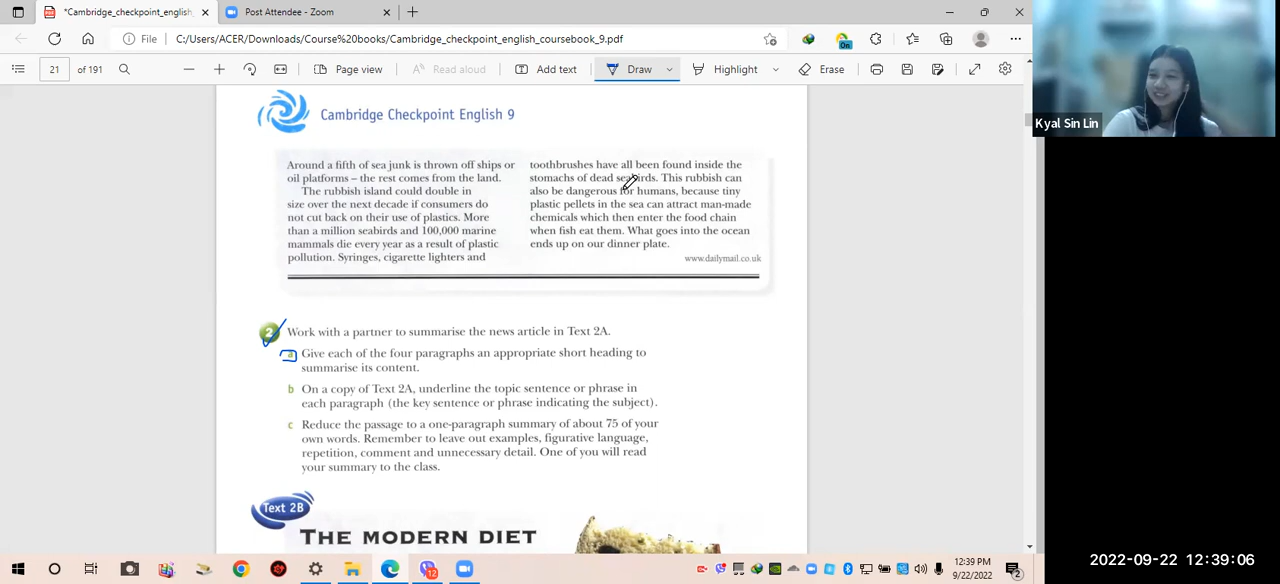 *Cambridge_checkpoint_english_
Post Attendee - Zoom
File
C:/Users/ACER/Downloads/Course%20books/Cambridge_checkpoint_english_coursebook_9.pdf
On
21 of 191
Page view
Read aloud
Add text
Draw
Highlight
Erase
Kyal Sin Lin
Cambridge Checkpoint English 9
Around a fifth of sea junk is thrown off ships or
oil platforms – the rest comes from the land.
The rubbish island could double in
size over the next decade if consumers do
not cut back on their use of plastics. More
than a million seabirds and 100,000 marine
mammals die every year as a result of plastic
pollution. Syringes, cigarette lighters and
toothbrushes have all been found inside the
stomachs of dead seabirds. This rubbish can
also be dangerous for humans, because tiny
plastic pellets in the sea can attract man-made
chemicals which then enter the food chain
when fish eat them. What goes into the ocean
ends up on our dinner plate.
www.dailymail.co.uk
2 Work with a partner to summarise the news article in Text 2A.
a Give each of the four paragraphs an appropriate short heading to
summarise its content.
b On a copy of Text 2A, underline the topic sentence or phrase in
each paragraph (the key sentence or phrase indicating the subject).
c Reduce the passage to a one-paragraph summary of about 75 of your
own words. Remember to leave out examples, figurative language,
repetition, comment and unnecessary detail. One of you will read
your summary to the class.
Text 2B
THE MODERN DIET
12
12:39 PM
9/22/2022
2
2022-09-22 12:39:06